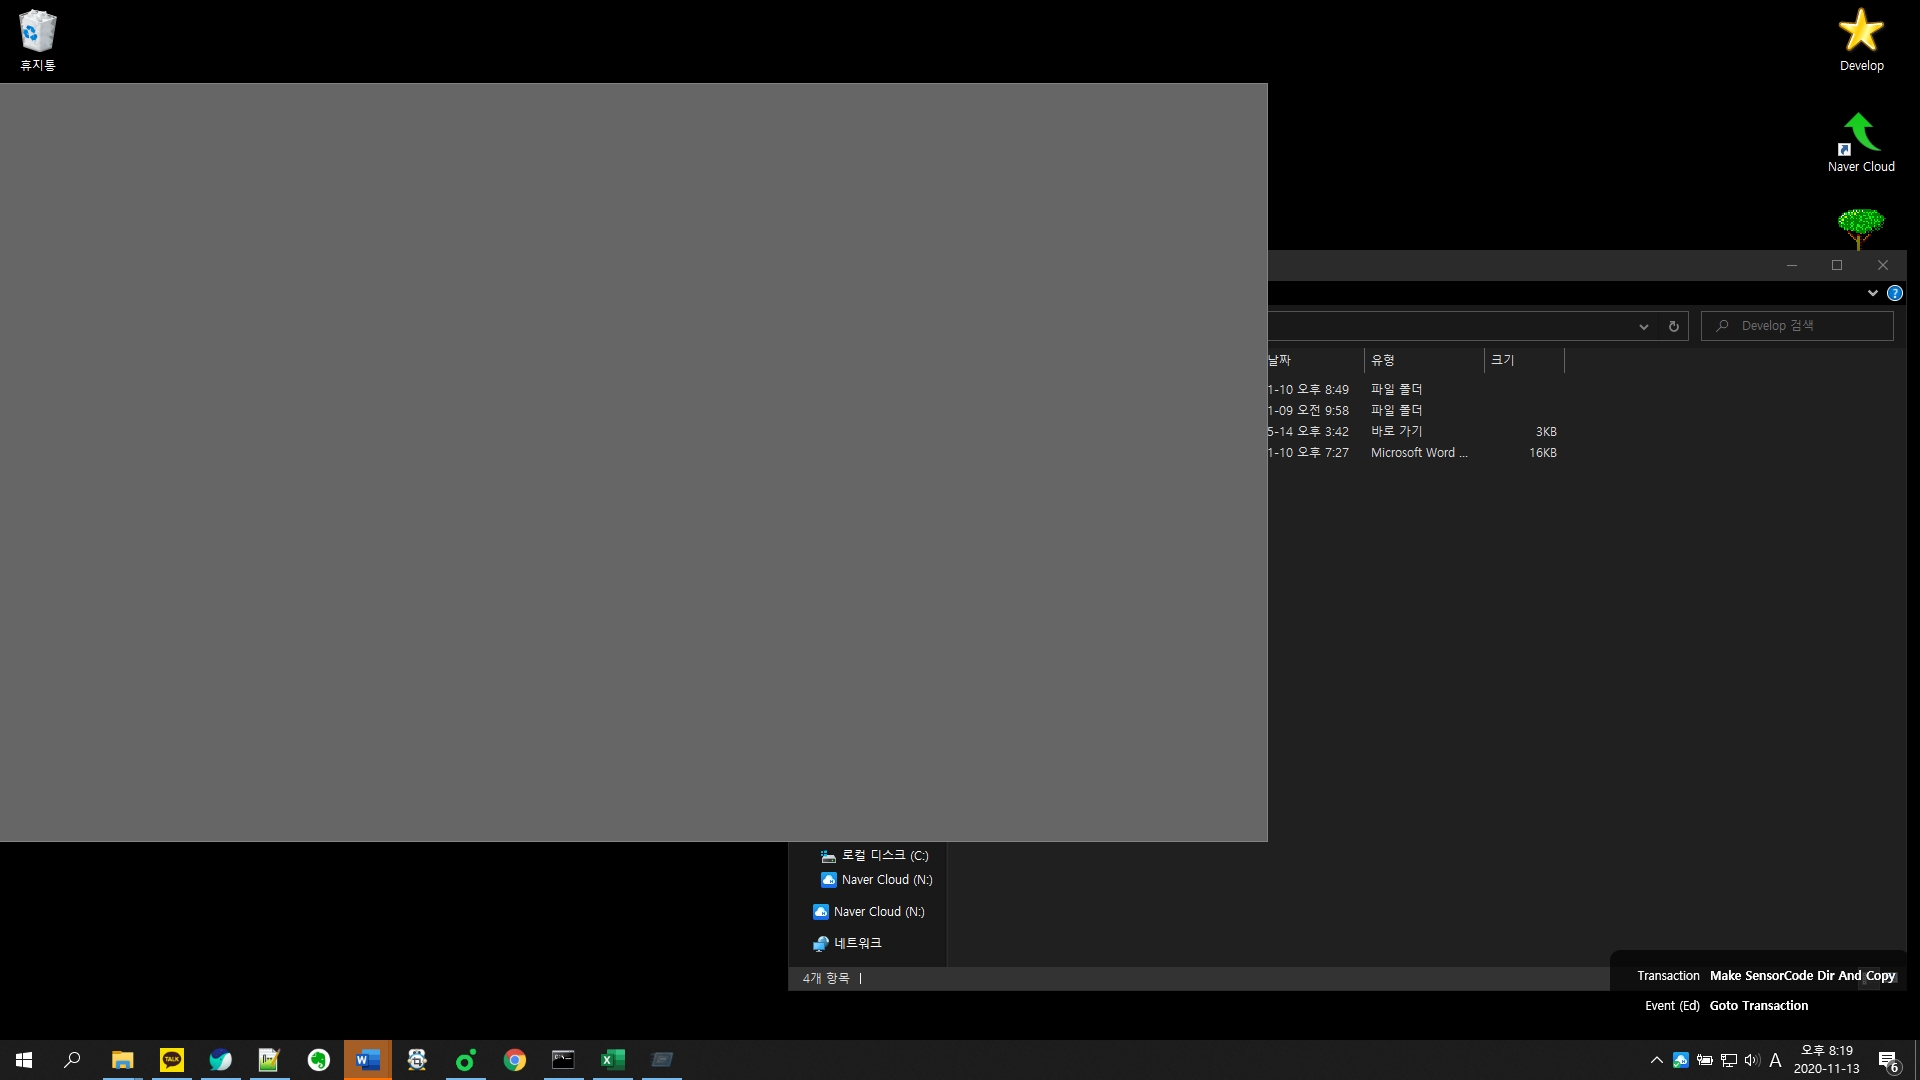 휴지통
Develop
Naver Cloud
Develop 검색
날짜 유형 크기
1-10 오후 8:49 파일 폴더
1-09 오전 9:58 파일 폴더
5-14 오후 3:42 바로 가기 3KB
1-10 오후 7:27 Microsoft Word ... 16KB
로컬 디스크 (C:)
Naver Cloud (N:)
Naver Cloud (N:)
네트워크
4개 항목
Transaction Make SensorCode Dir And Copy
Event (Ed) Goto Transaction
TALK
A
오후 8:19
2020-11-13
6